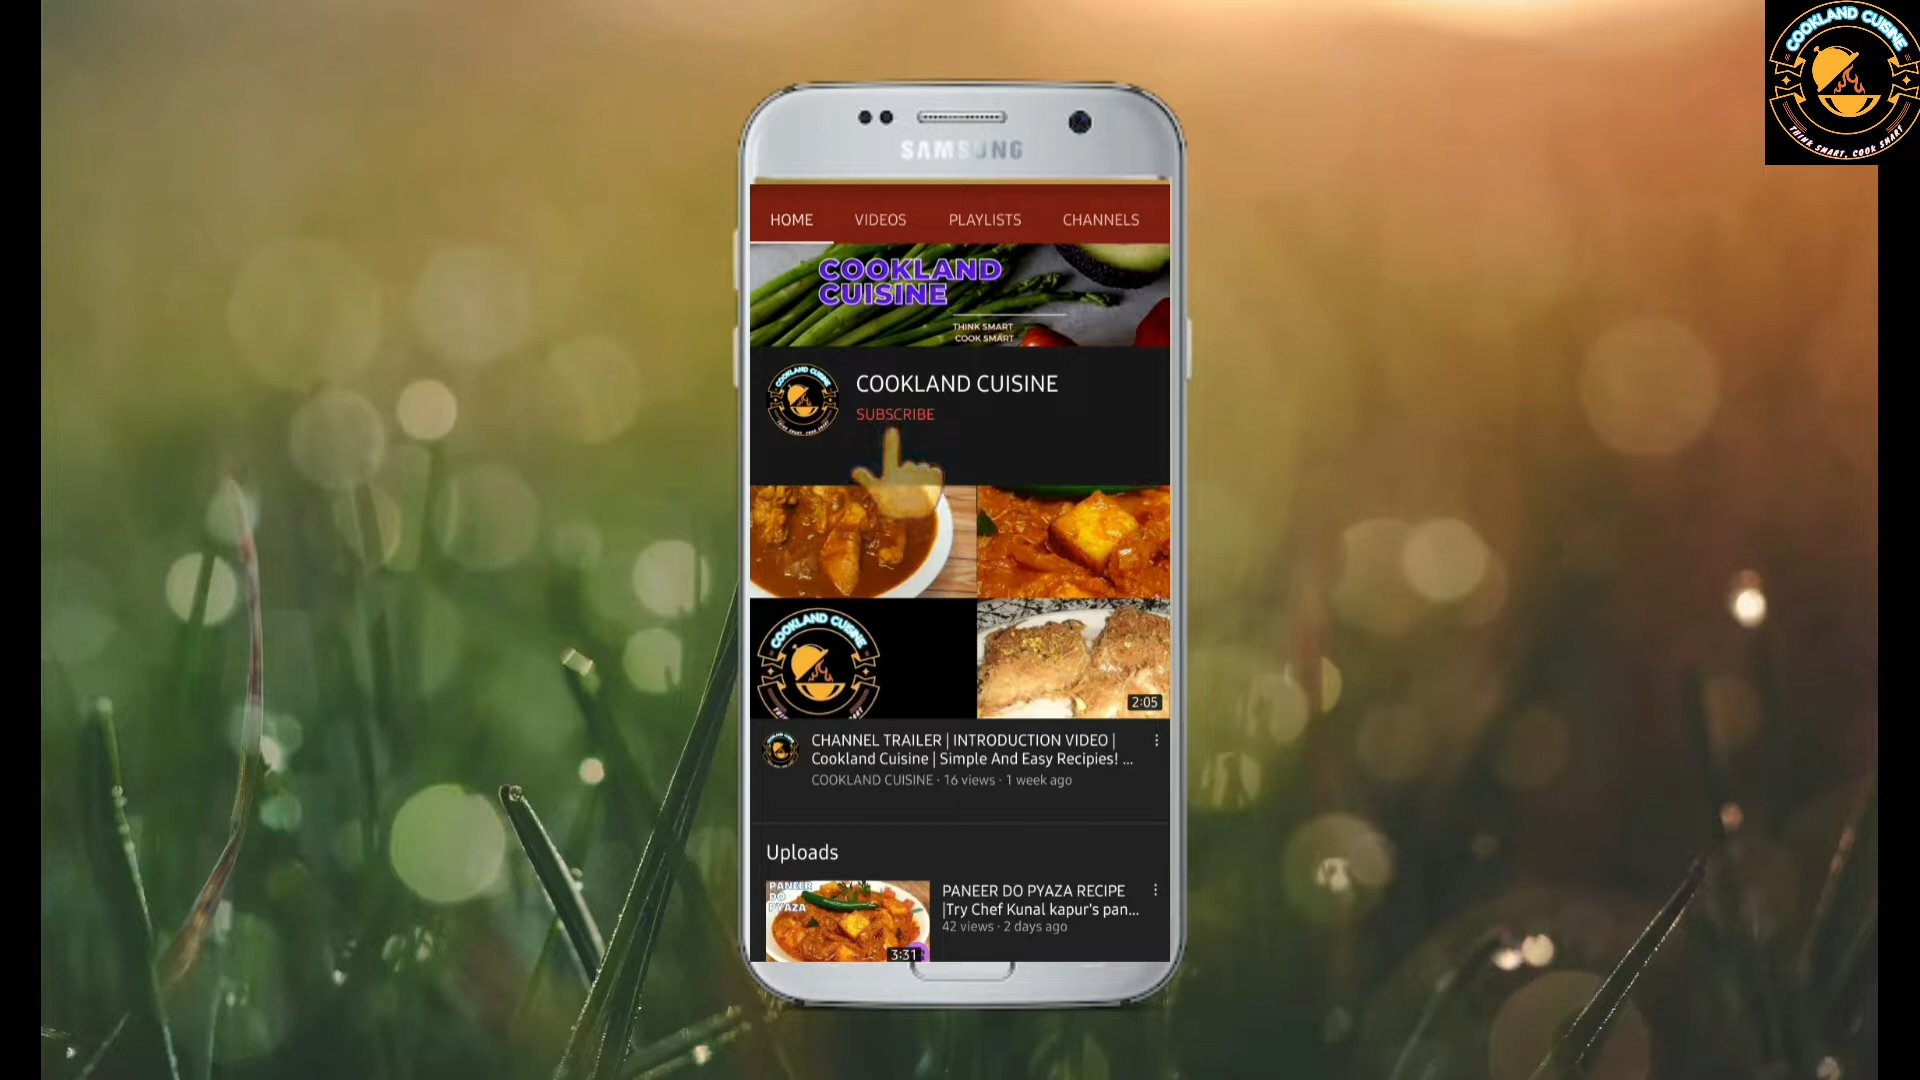 COOKLAND CUISINE
THINK SMART, COOK SMART
SAMSUNG
HOME VIDEOS PLAYLISTS CHANNELS
COOKLAND
CUISINE
THINK SMART
COOK SMART
COOKLAND CUISINE
COOKLAND CUISINE
SUBSCRIBE
COOKLAND CUISINE
2:05
CHANNEL TRAILER | INTRODUCTION VIDEO |
Cookland Cuisine | Simple And Easy Recipies! ...
COOKLAND CUISINE · 16 views · 1 week ago
Uploads
PANEER
DO
PYAZA
3:31
PANEER DO PYAZA RECIPE
|Try Chef Kunal kapur's pan...
42 views · 2 days ago